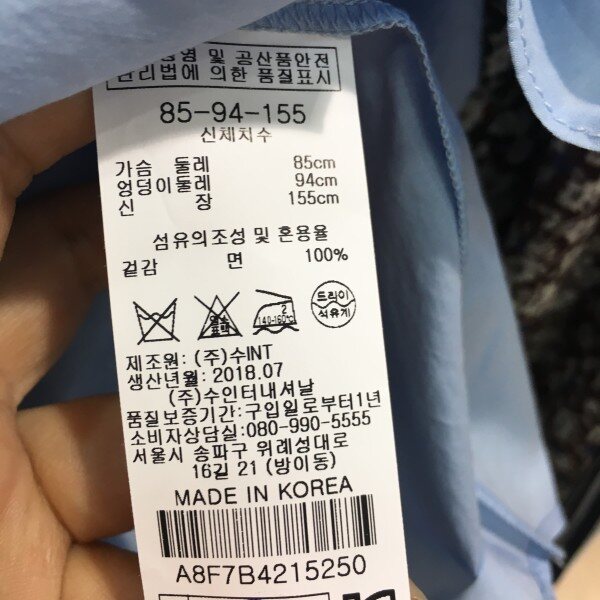 및 공산품안전
관리법에 의한 품질표시
85-94-155
신체치수
가슴 둘레 85cm
엉덩이둘레 94cm
신 장 155cm
섬유의조성 및 혼용율
겉감 면 100%
2
140-160℃
드라이
석유계
제조원: (주)수INT
생산년월: 2018.07
(주)수인터내셔날
품질보증기간:구입일로부터1년
소비자상담실:080-990-5555
서울시 송파구 위례성대로
16길 21 (방이동)
MADE IN KOREA
A8F7B4215250